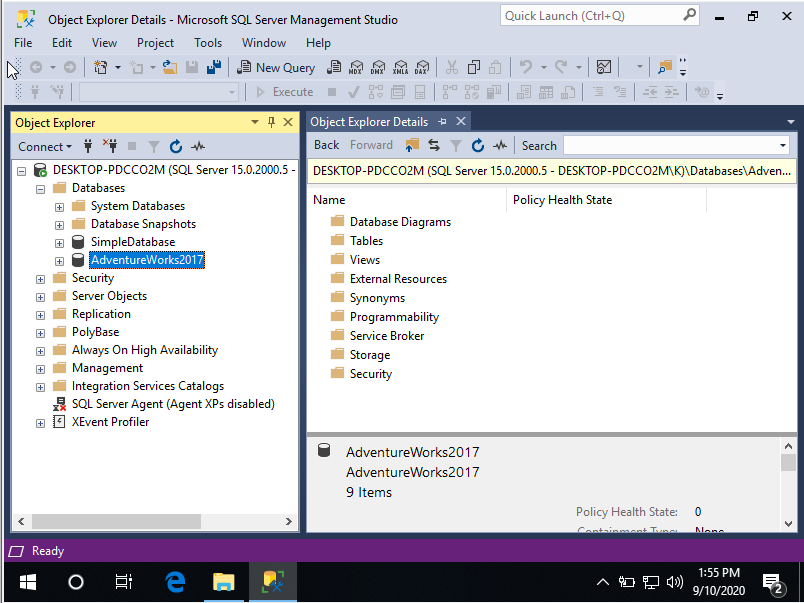 Object Explorer Details - Microsoft SQL Server Management Studio
Quick Launch (Ctrl+Q)
File Edit View Project Tools Window Help
New Query MDX DMX XMLA DAX
Execute
Object Explorer
Connect
DESKTOP-PDCCO2M (SQL Server 15.0.2000.5 -
Databases
System Databases
Database Snapshots
SimpleDatabase
AdventureWorks2017
Security
Server Objects
Replication
PolyBase
Always On High Availability
Management
Integration Services Catalogs
SQL Server Agent (Agent XPs disabled)
XEvent Profiler
Object Explorer Details
Back Forward Search
DESKTOP-PDCCO2M (SQL Server 15.0.2000.5 - DESKTOP-PDCCO2M\K)\Databases\Adven...
Name Policy Health State
Database Diagrams
Tables
Views
External Resources
Synonyms
Programmability
Service Broker
Storage
Security
AdventureWorks2017
AdventureWorks2017
9 Items
Policy Health State: 0
Containment Type: None
Ready
1:55 PM
9/10/2020
2